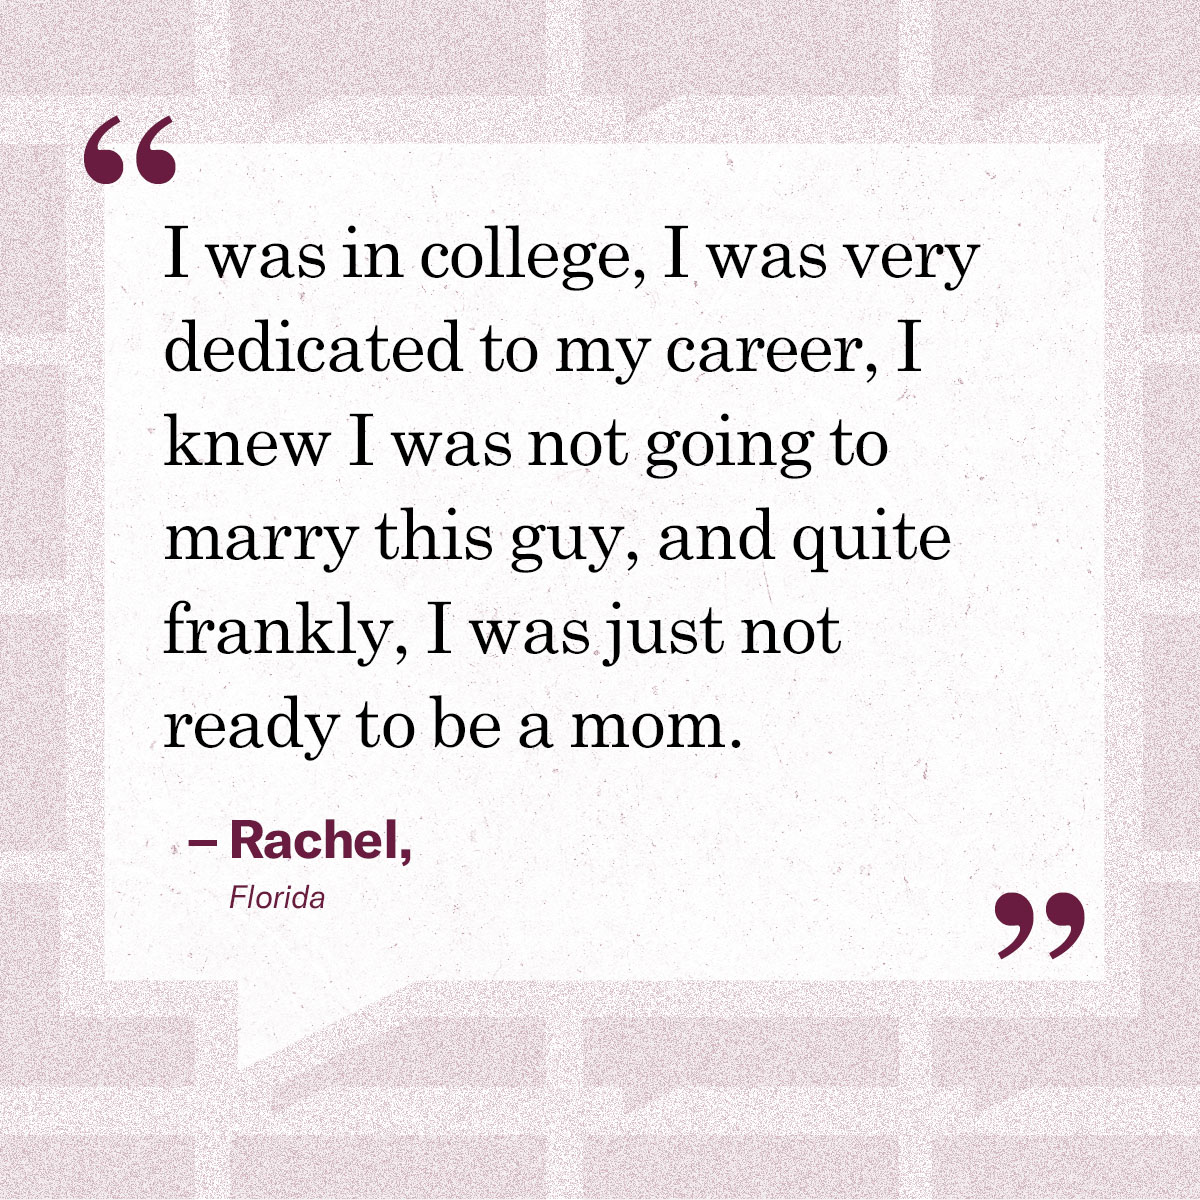 “
I was in college, I was very
dedicated to my career, I
knew I was not going to
marry this guy, and quite
frankly, I was just not
ready to be a mom.
– Rachel,
Florida
”